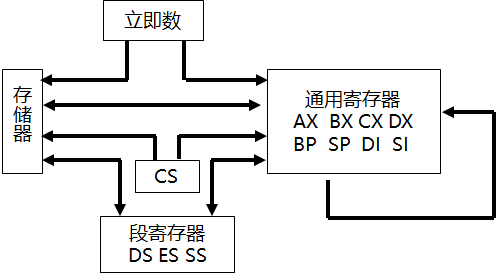 立即数
存储器
通用寄存器
AX BX CX DX
BP SP DI SI
CS
段寄存器
DS ES SS